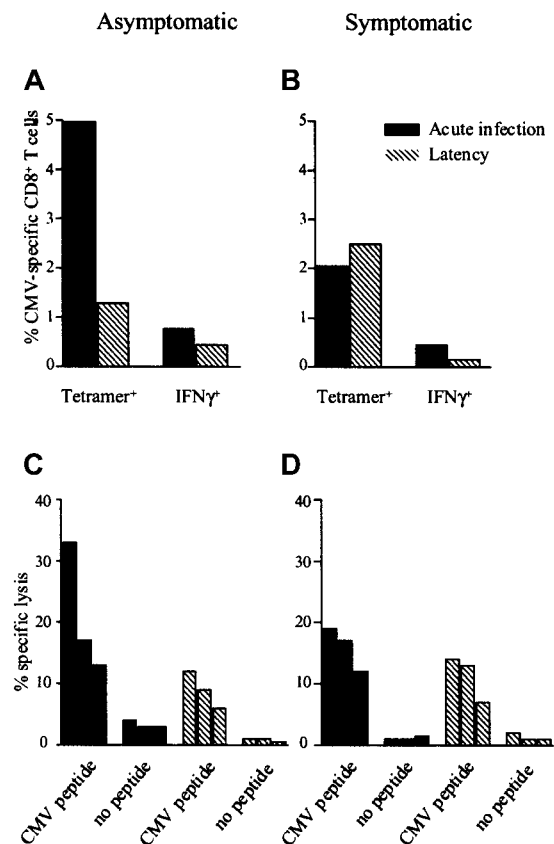 Asymptomatic
Symptomatic
A
B
% CMV-specific CD8⁺ T cells
5
4
3
2
1
0
Tetramer⁺
IFNγ⁺
5
4
3
2
1
0
Acute infection
Latency
Tetramer⁺
IFNγ⁺
C
D
% specific lysis
40
30
20
10
0
CMV peptide
no peptide
CMV peptide
no peptide
40
30
20
10
0
CMV peptide
no peptide
CMV peptide
no peptide